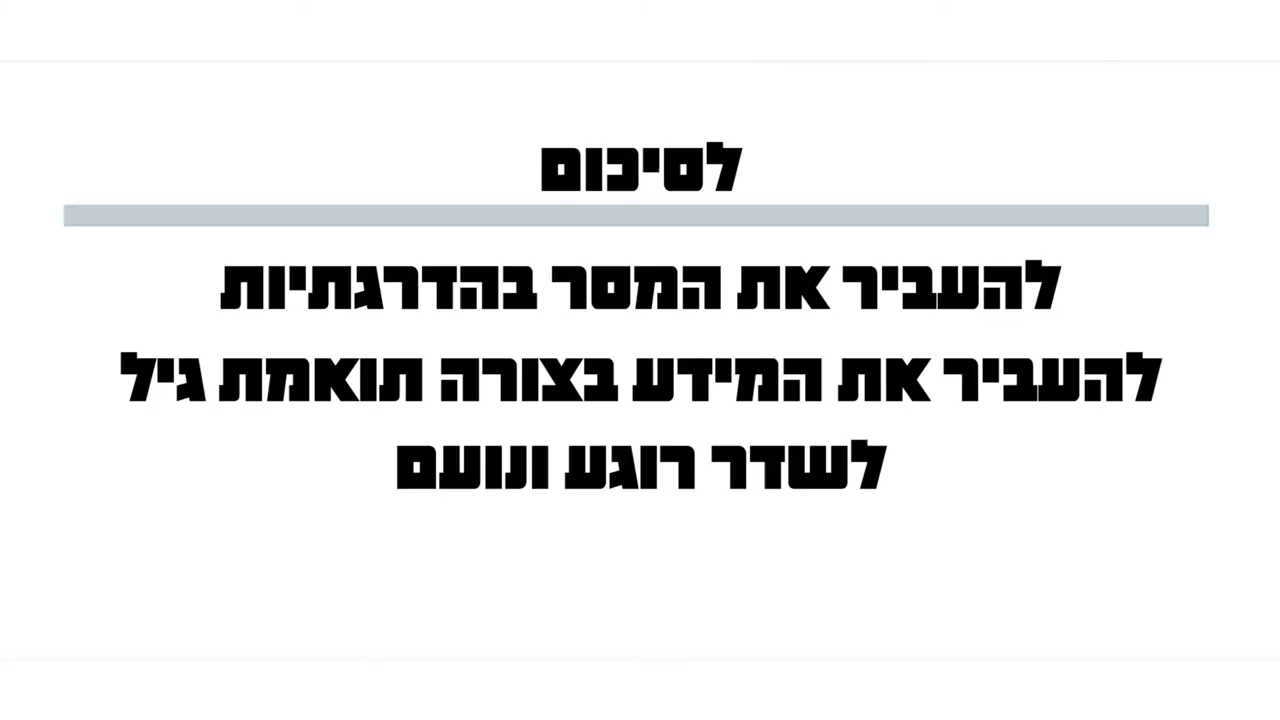 לסיכום
להעביר את המסר בהדרגתיות
להעביר את המידע בצורה תואמת גיל
לשדר רוגע ונועם